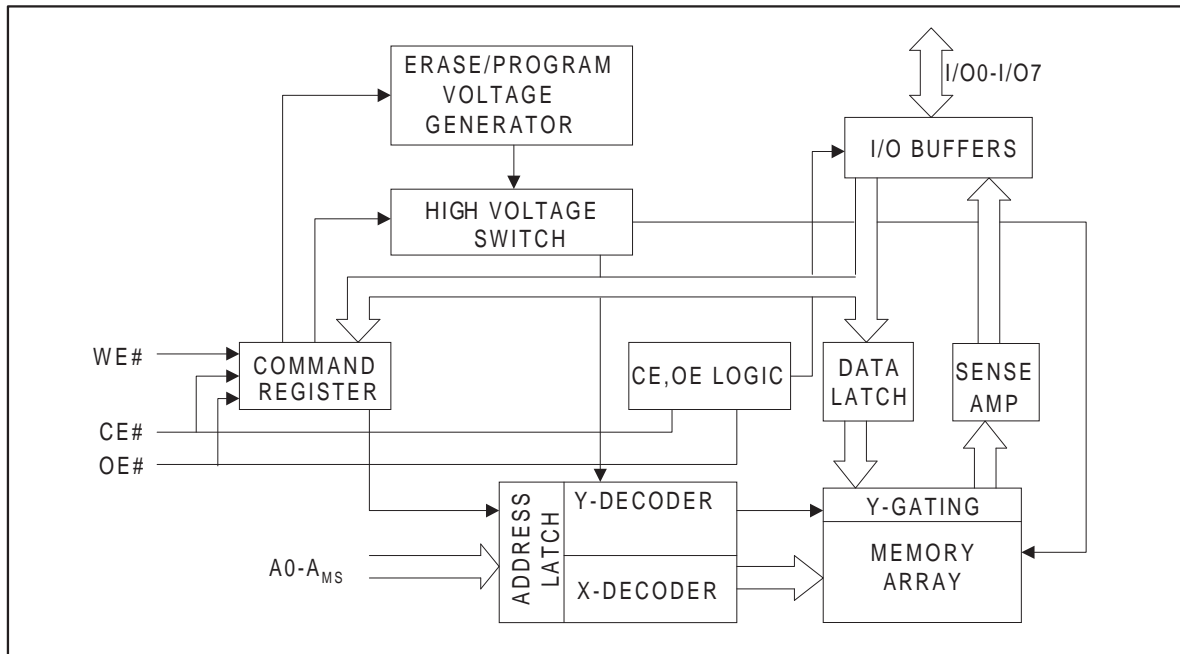 ERASE/PROGRAM
VOLTAGE
GENERATOR
I/O0-I/O7
I/O BUFFERS
HIGH VOLTAGE
SWITCH
WE#
COMMAND
REGISTER
CE,OE LOGIC
DATA
LATCH
SENSE
AMP
CE#
OE#
ADDRESS
LATCH
Y-DECODER
Y-GATING
A0-AMS
X-DECODER
MEMORY
ARRAY